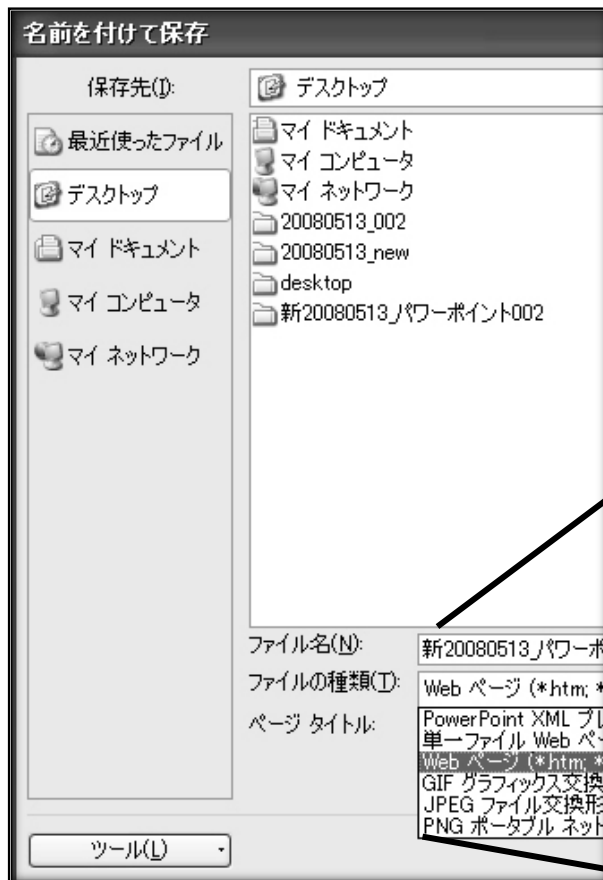 名前を付けて保存
保存先(I):
デスクトップ
最近使ったファイル
デスクトップ
マイ ドキュメント
マイ コンピュータ
マイ ネットワーク
マイ ドキュメント
マイ コンピュータ
マイ ネットワーク
20080513_002
20080513_new
desktop
新20080513_パワーポイント002
ファイル名(N):
新20080513_パワーポ
ファイルの種類(T):
Web ページ (*htm; *
ページ タイトル:
PowerPoint XML プレ
単一ファイル Web ペー
Web ページ (*htm; *
GIF グラフィックス交換
JPEG ファイル交換形
PNG ポータブル ネット
ツール(L)